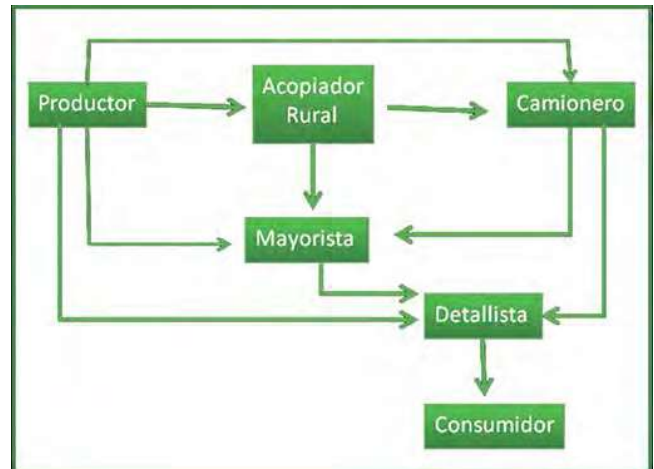 Productor
Acopiador
Rural
Camionero
Mayorista
Detallista
Consumidor